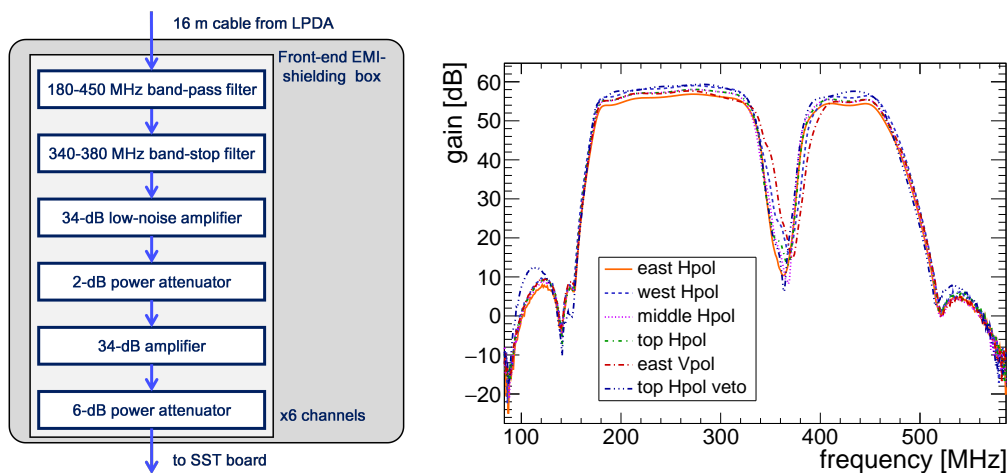 16 m cable from LPDA
Front-end EMI-
shielding box
180-450 MHz band-pass filter
340-380 MHz band-stop filter
34-dB low-noise amplifier
2-dB power attenuator
34-dB amplifier
6-dB power attenuator
x6 channels
to SST board
gain [dB]
60
50
40
30
20
10
0
−10
−20
east Hpol
west Hpol
middle Hpol
top Hpol
east Vpol
top Hpol veto
100 200 300 400 500
frequency [MHz]